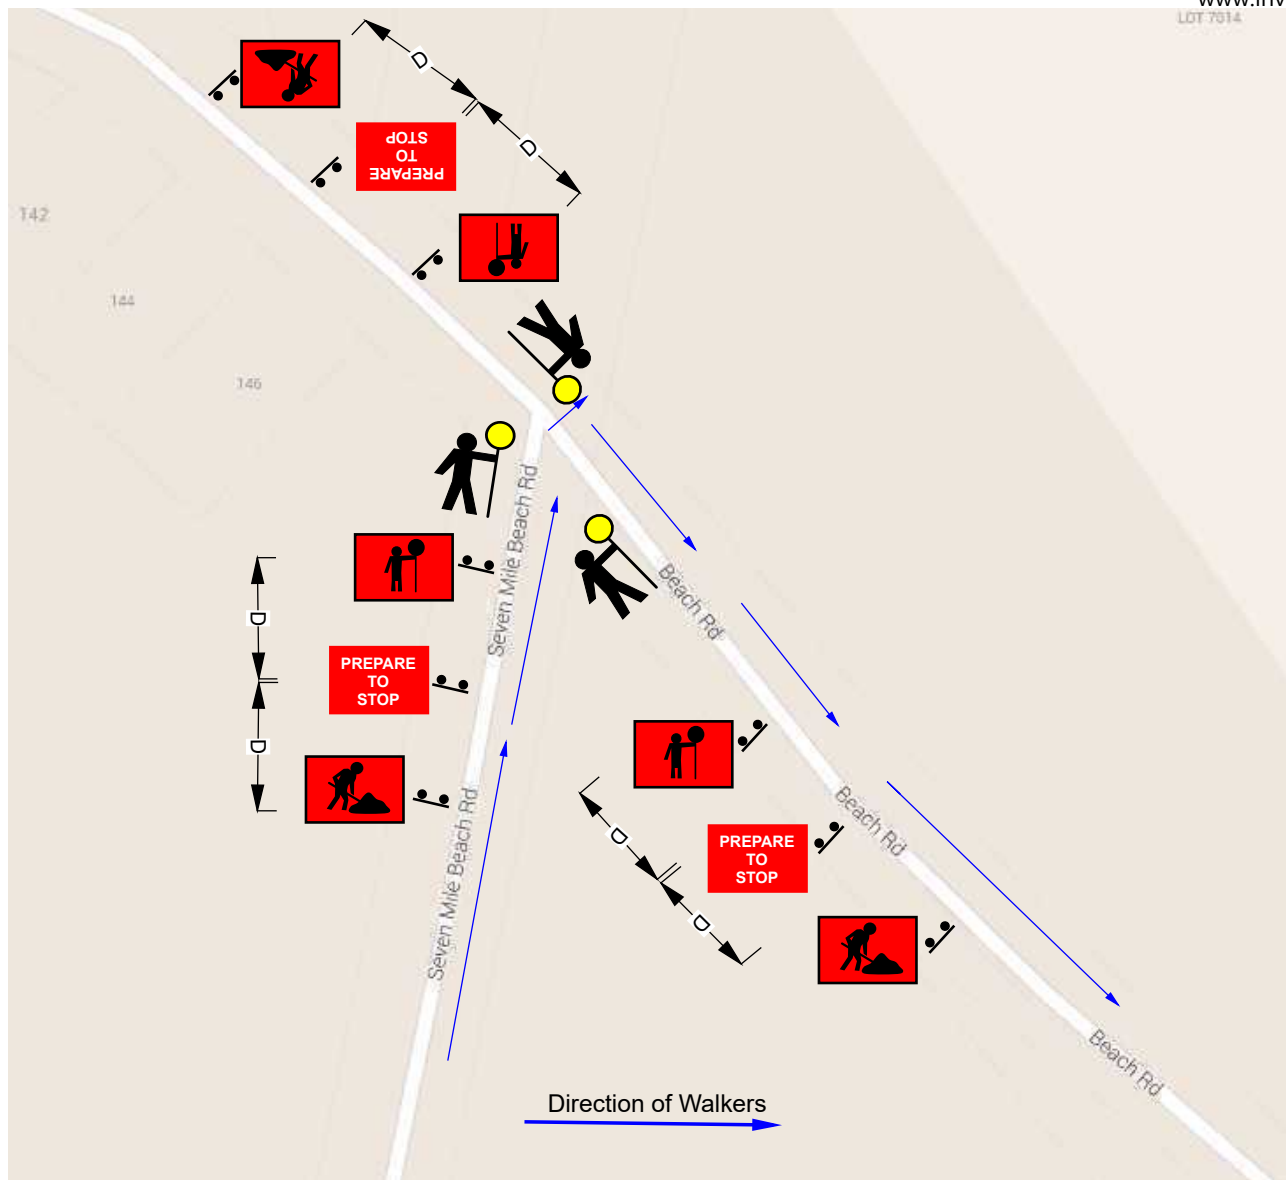 LOT 7014
D
D
PREPARE
TO
STOP
142
144
146
Seven Mile Beach Rd
D
D
PREPARE
TO
STOP
Beach Rd
Seven Mile Beach Rd
Beach Rd
D
D
PREPARE
TO
STOP
Beach Rd
Direction of Walkers